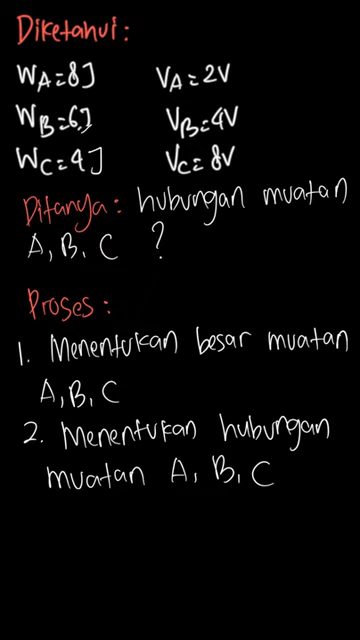 Diketahui:
WA=8J VA=2V
WB=6J VB=4V
WC=4J VC=8V
Ditanya: hubungan muatan
A, B, C ?
Proses:
1. Menentukan besar muatan
A, B, C
2. Menentukan hubungan
muatan A, B, C